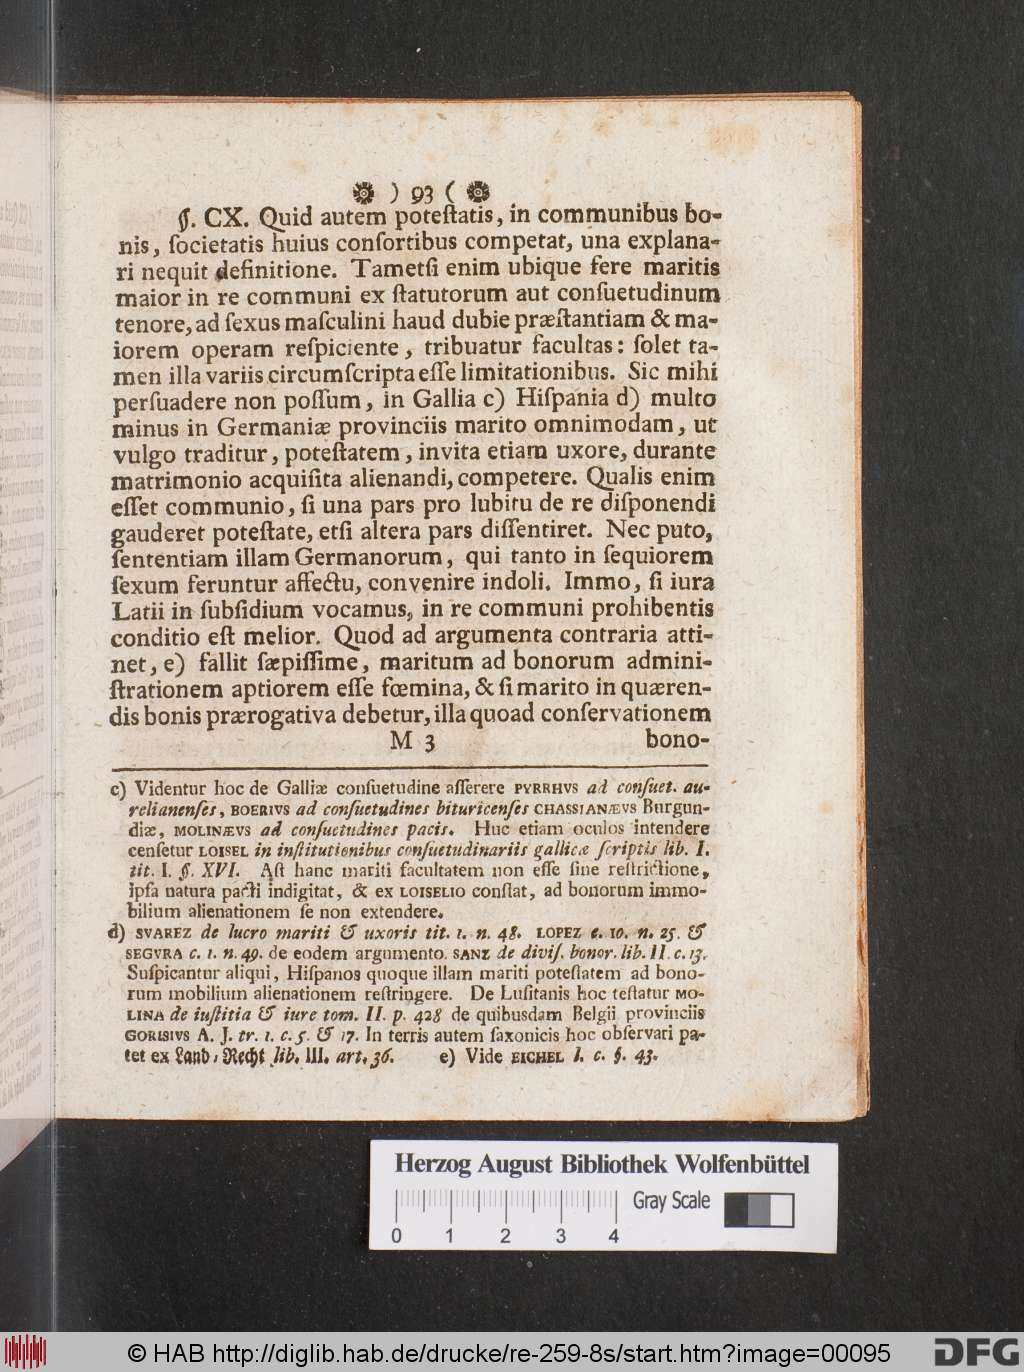 ❁ ) 93 ( ❁
§. CX. Quid autem poteſtatis, in communibus bo-
nis, ſocietatis huius conſortibus competat, una explana-
ri nequit definitione. Tametſi enim ubique fere maritis
maior in re communi ex ſtatutorum aut conſuetudinum
tenore, ad ſexus maſculini haud dubie præſtantiam & ma-
iorem operam reſpiciente, tribuatur facultas: ſolet ta-
men illa variis circumſcripta eſſe limitationibus. Sic mihi
perſuadere non poſſum, in Gallia c) Hiſpania d) multo
minus in Germaniæ provinciis marito omnimodam, ut
vulgo traditur, poteſtatem, invita etiam uxore, durante
matrimonio acquiſita alienandi, competere. Qualis enim
eſſet communio, ſi una pars pro lubitu de re diſponendi
gauderet poteſtate, etſi altera pars diſſentiret. Nec puto,
ſententiam illam Germanorum, qui tanto in ſequiorem
ſexum feruntur affectu, convenire indoli. Immo, ſi iura
Latii in ſubſidium vocamus, in re communi prohibentis
conditio eſt melior. Quod ad argumenta contraria atti-
net, e) fallit ſæpiſſime, maritum ad bonorum admini-
ſtrationem aptiorem eſſe fœmina, & ſi marito in quæren-
dis bonis prærogativa debetur, illa quoad conſervationem
M 3 bono-
c) Videntur hoc de Galliæ conſuetudine aſſerere PYRRHVS ad conſuet. au-
relianenſes, BOERIVS ad conſuetudines bituricenſes CHASSIANÆVS Burgun-
diæ, MOLINÆVS ad conſuetudines pacis. Huc etiam oculos intendere
cenſetur LOISEL in inſtitutionibus conſuetudinariis gallicæ ſcriptis lib. I.
tit. I. §. XVI. Aſt hanc mariti facultatem non eſſe ſine reſtrictione,
ipſa natura pacti indigitat, & ex LOISELIO conſtat, ad bonorum immo-
bilium alienationem ſe non extendere.
d) SVAREZ de lucro mariti & uxoris tit. 1. n. 48. LOPEZ c. 10. n. 25. &
SEGVRA c. 1. n. 49. de eodem argumento. SANZ de diviſ. bonor. lib. II. c. 13.
Suſpicantur aliqui, Hiſpanos quoque illam mariti poteſtatem ad bono-
rum mobilium alienationem reſtringere. De Luſitanis hoc teſtatur MO-
LINA de iuſtitia & iure tom. II. p. 428 de quibusdam Belgii provinciis
GORISIVS A. J. tr. 1. c. 5. & 17. In terris autem ſaxonicis hoc obſervari pa-
tet ex Land-Recht lib. III. art. 36. e) Vide EICHEL l. c. §. 43.
Herzog August Bibliothek Wolfenbüttel
Gray Scale
0 1 2 3 4
© HAB http://diglib.hab.de/drucke/re-259-8s/start.htm?image=00095
DFG